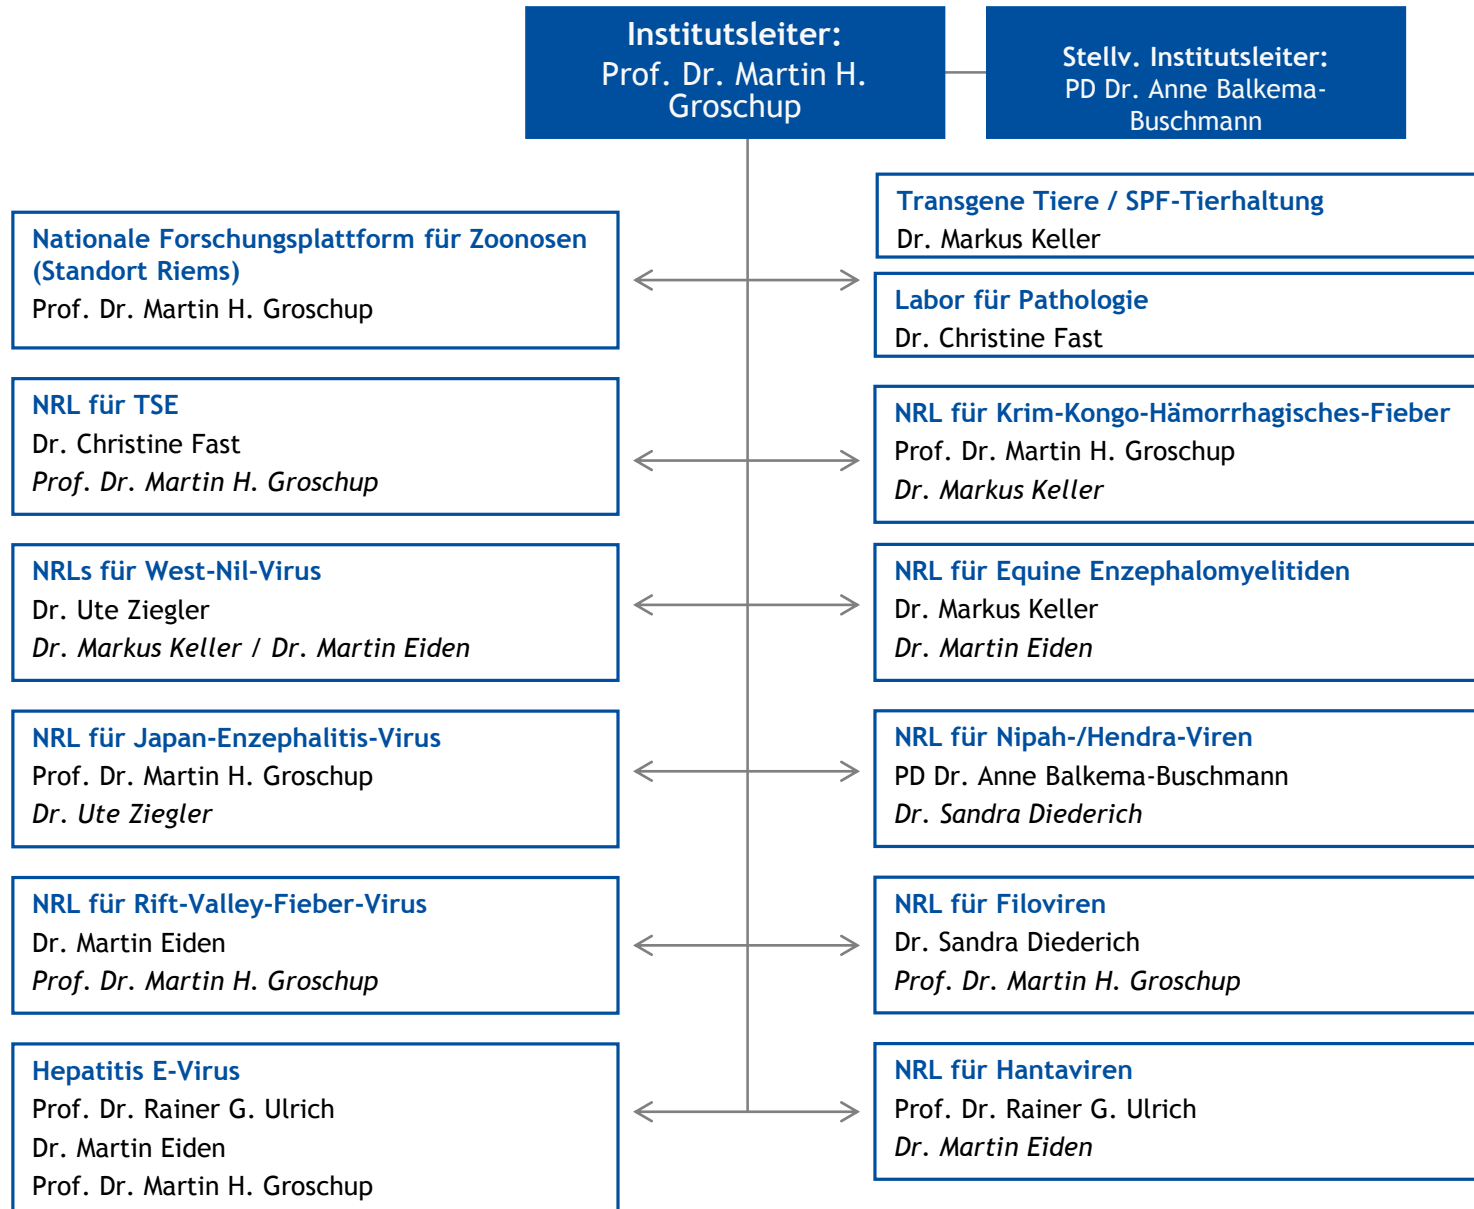 Institutsleiter:
Prof. Dr. Martin H.
Groschup
Stellv. Institutsleiter:
PD Dr. Anne Balkema-
Buschmann
Nationale Forschungsplattform für Zoonosen
(Standort Riems)
Prof. Dr. Martin H. Groschup
Transgene Tiere / SPF-Tierhaltung
Dr. Markus Keller
Labor für Pathologie
Dr. Christine Fast
NRL für TSE
Dr. Christine Fast
Prof. Dr. Martin H. Groschup
NRL für Krim-Kongo-Hämorrhagisches-Fieber
Prof. Dr. Martin H. Groschup
Dr. Markus Keller
NRLs für West-Nil-Virus
Dr. Ute Ziegler
Dr. Markus Keller / Dr. Martin Eiden
NRL für Equine Enzephalomyelitiden
Dr. Markus Keller
Dr. Martin Eiden
NRL für Japan-Enzephalitis-Virus
Prof. Dr. Martin H. Groschup
Dr. Ute Ziegler
NRL für Nipah-/Hendra-Viren
PD Dr. Anne Balkema-Buschmann
Dr. Sandra Diederich
NRL für Rift-Valley-Fieber-Virus
Dr. Martin Eiden
Prof. Dr. Martin H. Groschup
NRL für Filoviren
Dr. Sandra Diederich
Prof. Dr. Martin H. Groschup
Hepatitis E-Virus
Prof. Dr. Rainer G. Ulrich
Dr. Martin Eiden
Prof. Dr. Martin H. Groschup
NRL für Hantaviren
Prof. Dr. Rainer G. Ulrich
Dr. Martin Eiden